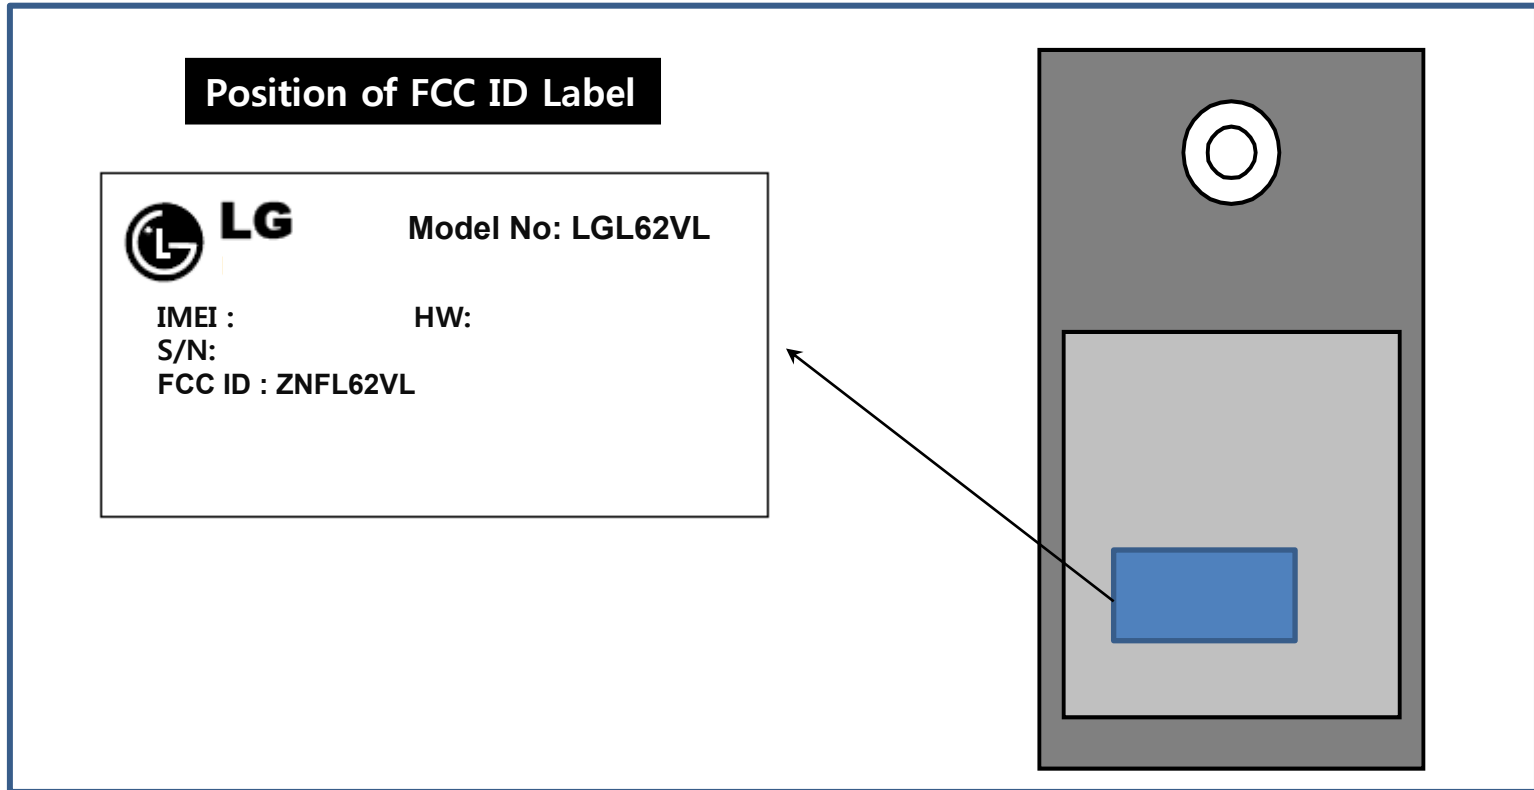 Position of FCC ID Label
LG
Model No: LGL62VL
IMEI : HW:
S/N:
FCC ID : ZNFL62VL